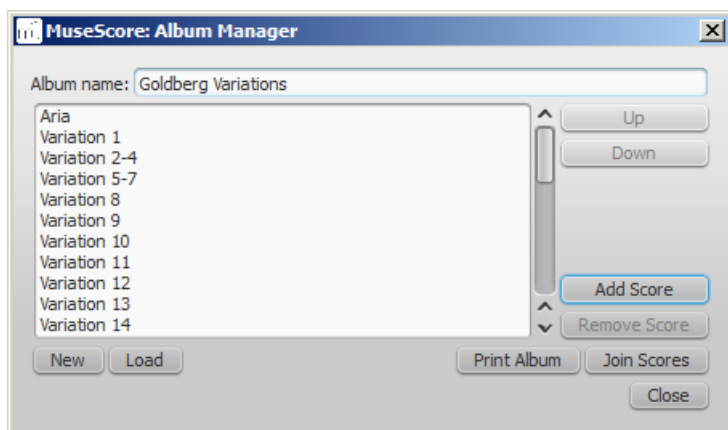 MuseScore: Album Manager
Album name: Goldberg Variations
Aria
Variation 1
Variation 2-4
Variation 5-7
Variation 8
Variation 9
Variation 10
Variation 11
Variation 12
Variation 13
Variation 14
Up
Down
Add Score
Remove Score
New Load Print Album Join Scores
Close